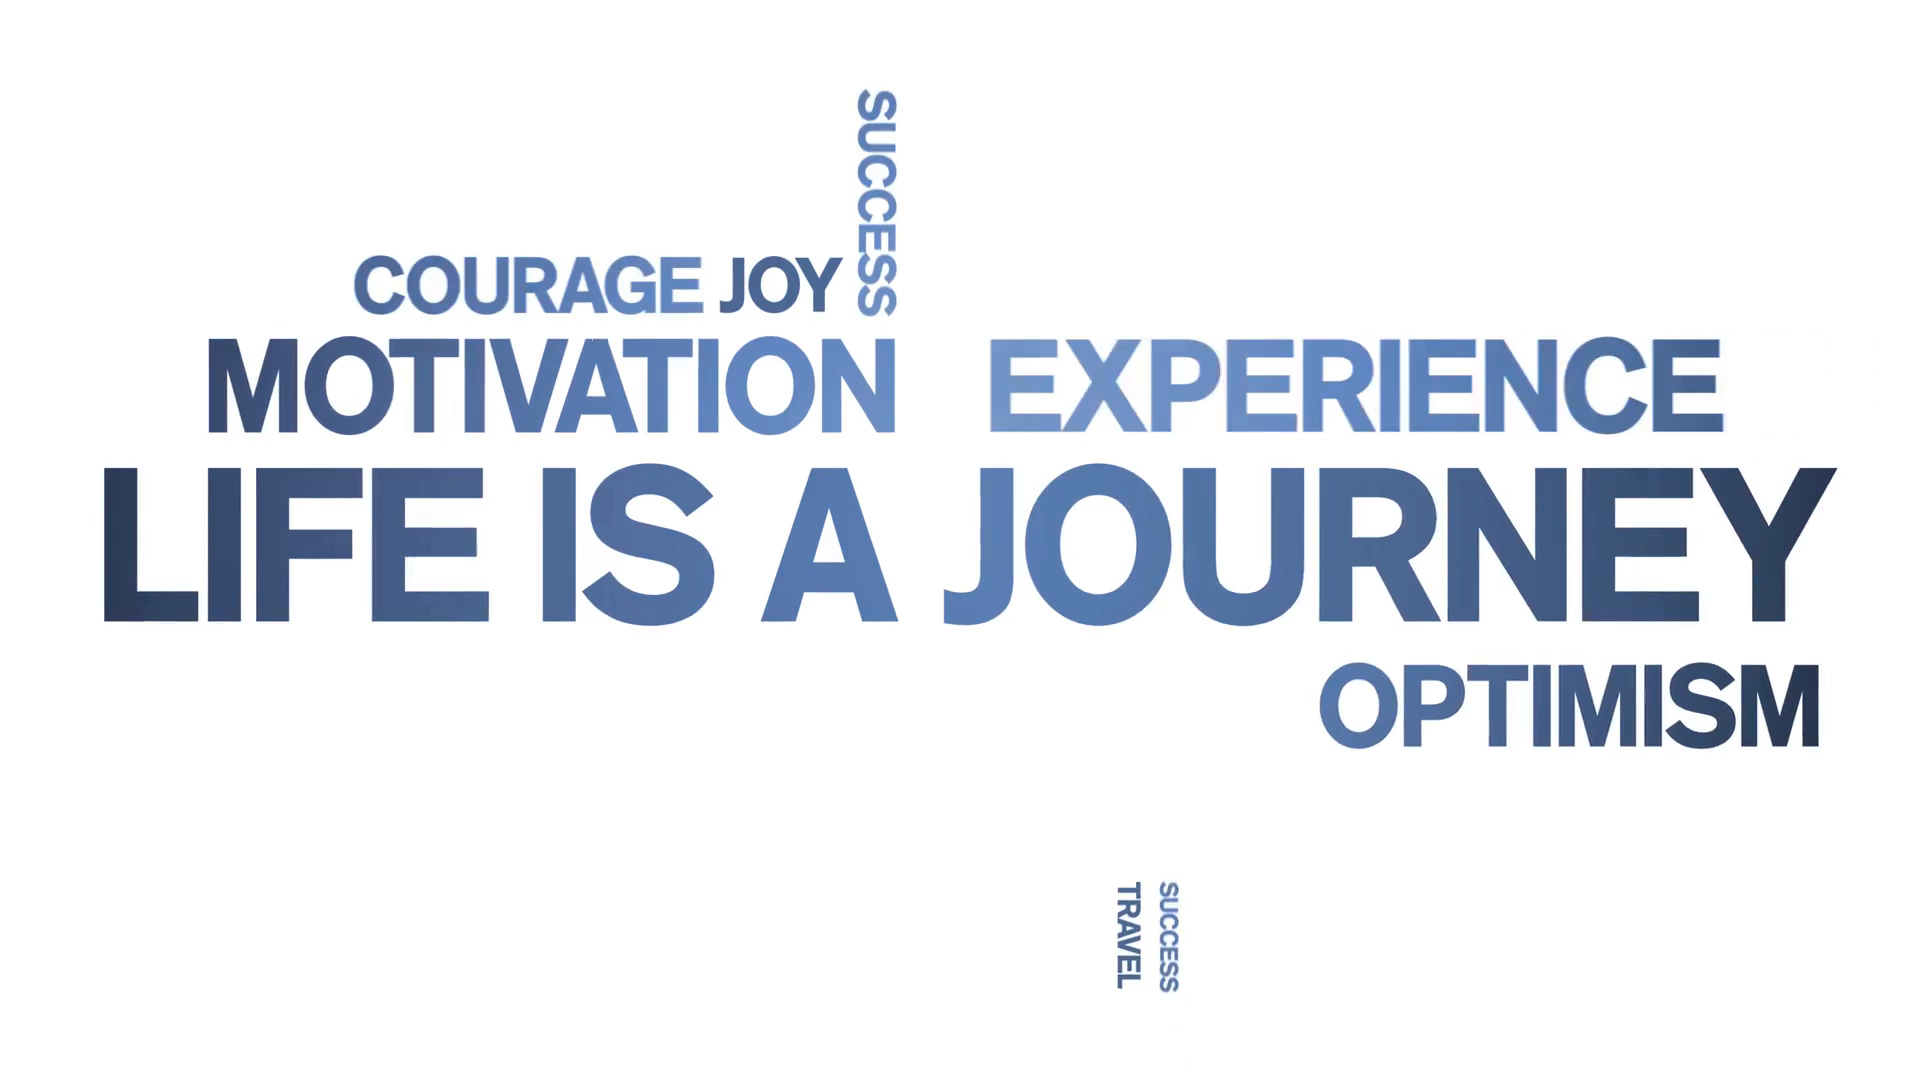 SUCCESS
COURAGE JOY
MOTIVATION EXPERIENCE
LIFE IS A JOURNEY
OPTIMISM
TRAVEL
SUCCESS